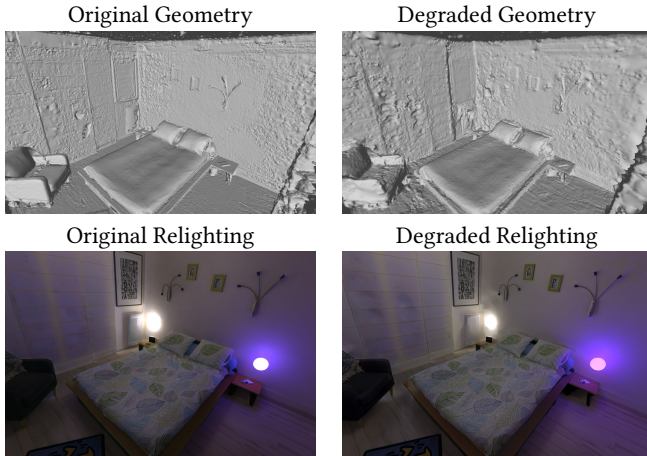 Original Geometry
Degraded Geometry
Original Relighting
Degraded Relighting